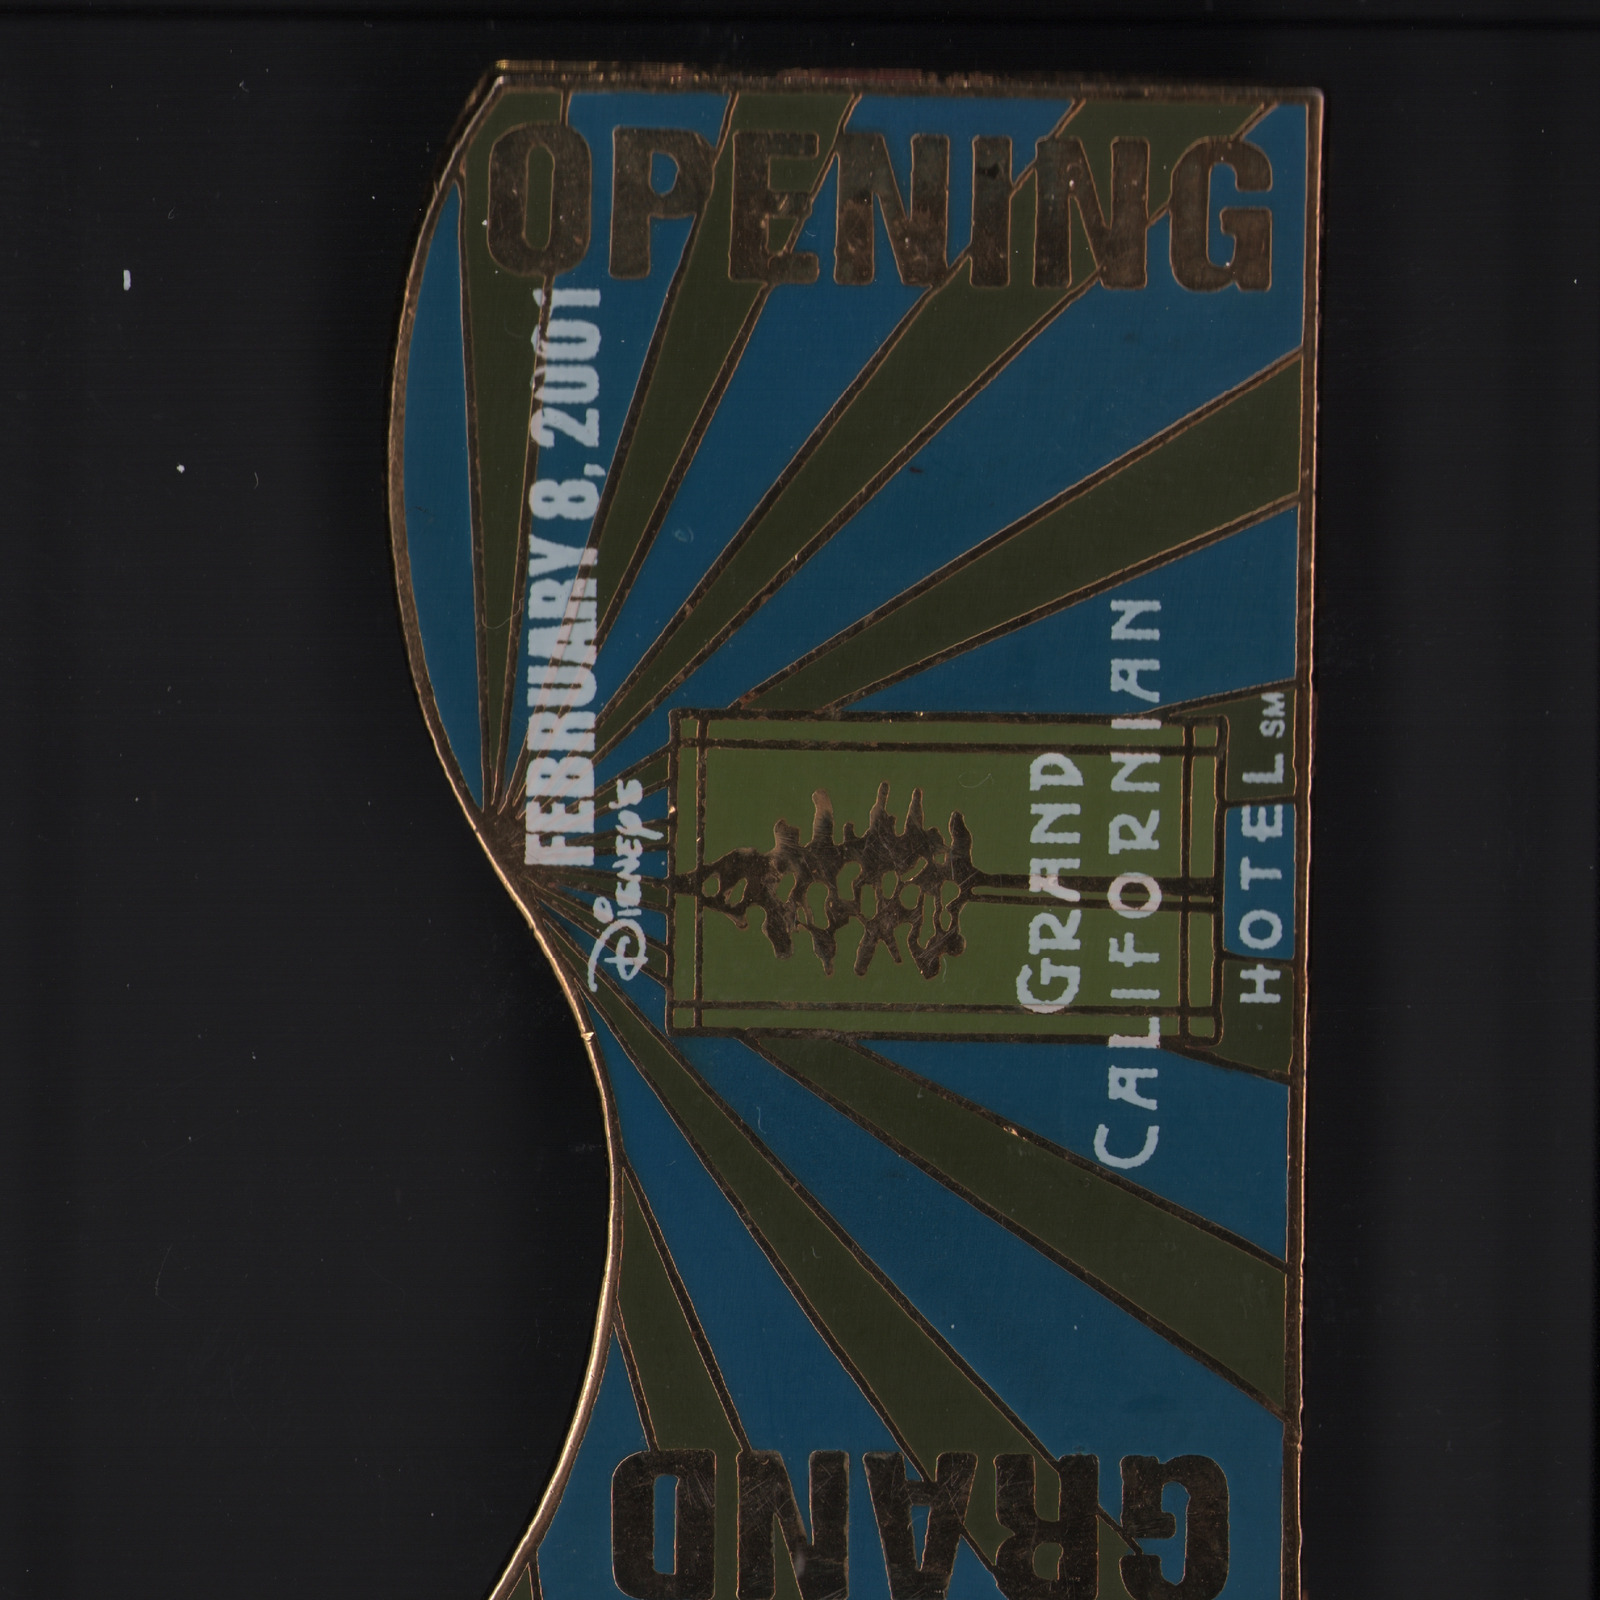 GRAND
OPENING
FEBRUARY 8, 2001
Disney's
GRAND
CALIFORNIAN
HOTEL SM